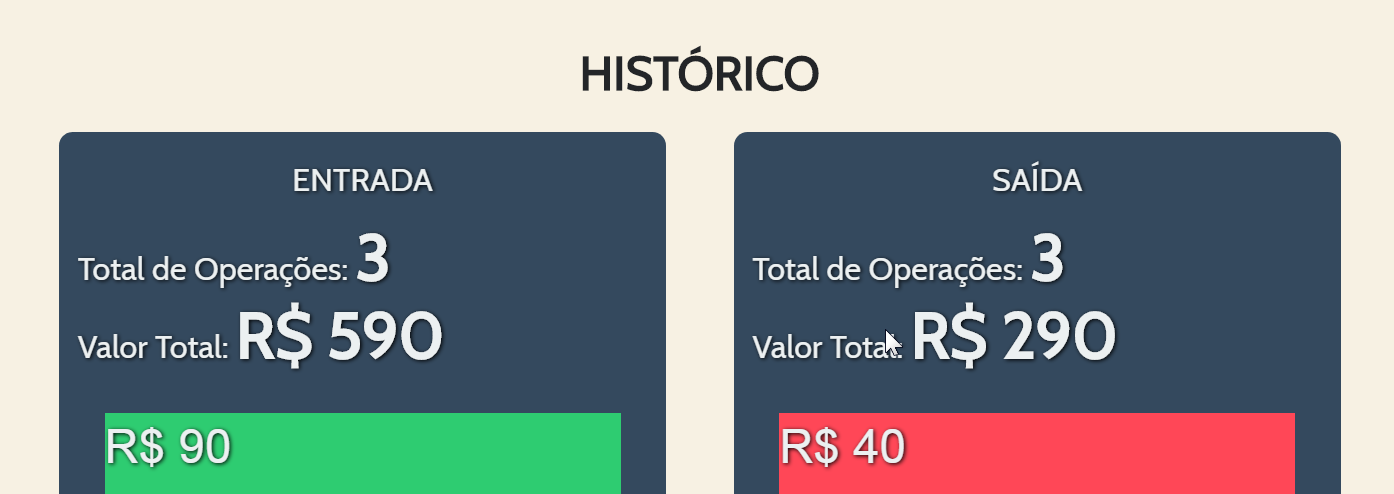 HISTÓRICO
ENTRADA
Total de Operações: 3
Valor Total: R$ 590
R$ 90
SAÍDA
Total de Operações: 3
Valor Total: R$ 290
R$ 40